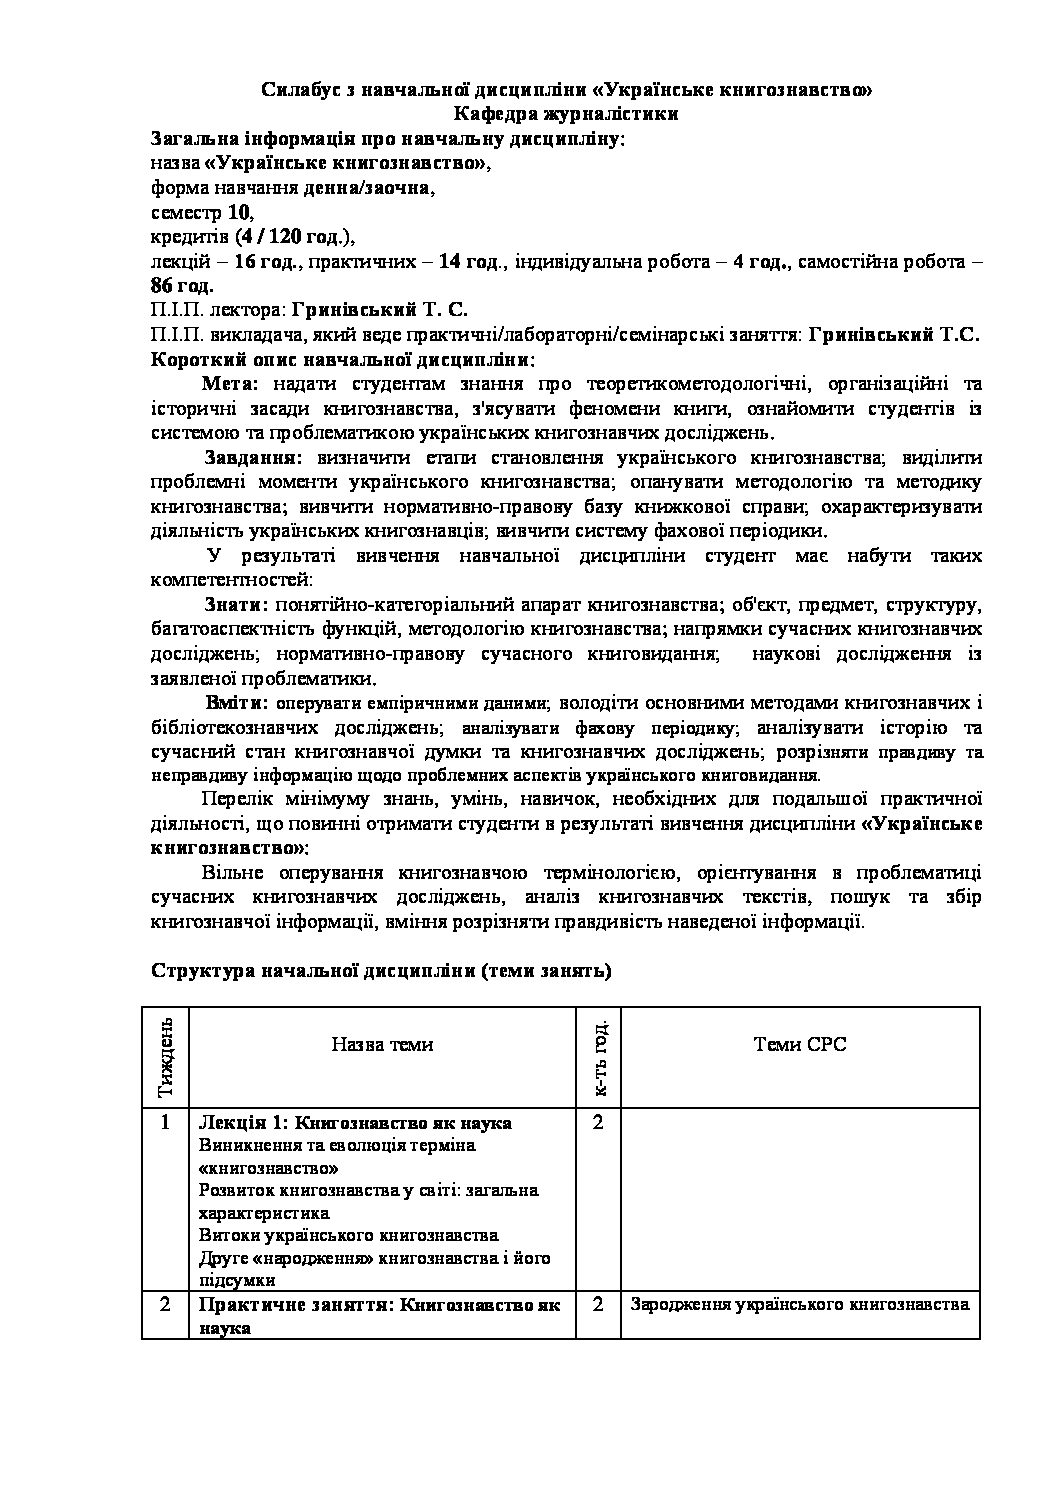 Силабус з навчальної дисципліни «Українське книгознавство»
Кафедра журналістики
Загальна інформація про навчальну дисципліну:
назва «Українське книгознавство»,
форма навчання денна/заочна,
семестр 10,
кредитів (4 / 120 год.),
лекцій – 16 год., практичних – 14 год., індивідуальна робота – 4 год., самостійна робота –
86 год.
П.І.П. лектора: Гринівський Т. С.
П.І.П. викладача, який веде практичні/лабораторні/семінарські заняття: Гринівський Т.С.
Короткий опис навчальної дисципліни:
Мета: надати студентам знання про теоретикометодологічні, організаційні та
історичні засади книгознавства, з'ясувати феномени книги, ознайомити студентів із
системою та проблематикою українських книгознавчих досліджень.
Завдання: визначити етапи становлення українського книгознавства; виділити
проблемні моменти українського книгознавства; опанувати методологію та методику
книгознавства; вивчити нормативно-правову базу книжкової справи; охарактеризувати
діяльність українських книгознавців; вивчити систему фахової періодики.
У результаті вивчення навчальної дисципліни студент має набути таких
компетентностей:
Знати: понятійно-категоріальний апарат книгознавства; об'єкт, предмет, структуру,
багатоаспектність функцій, методологію книгознавства; напрямки сучасних книгознавчих
досліджень; нормативно-правову сучасного книговидання; наукові дослідження із
заявленої проблематики.
Вміти: оперувати емпіричними даними; володіти основними методами книгознавчих і
бібліотекознавчих досліджень; аналізувати фахову періодику; аналізувати історію та
сучасний стан книгознавчої думки та книгознавчих досліджень; розрізняти правдиву та
неправдиву інформацію щодо проблемних аспектів українського книговидання.
Перелік мінімуму знань, умінь, навичок, необхідних для подальшої практичної
діяльності, що повинні отримати студенти в результаті вивчення дисципліни «Українське
книгознавство»:
Вільне оперування книгознавчою термінологією, орієнтування в проблематиці
сучасних книгознавчих досліджень, аналіз книгознавчих текстів, пошук та збір
книгознавчої інформації, вміння розрізняти правдивість наведеної інформації.
Структура начальної дисципліни (теми занять)
Тиждень Назва теми к-ть год. Теми СРС
1 Лекція 1: Книгознавство як наука 2
Виникнення та еволюція терміна
«книгознавство»
Розвиток книгознавства у світі: загальна
характеристика
Витоки українського книгознавства
Друге «народження» книгознавства і його
підсумки
2 Практичне заняття: Книгознавство як 2 Зародження українського книгознавства
наука